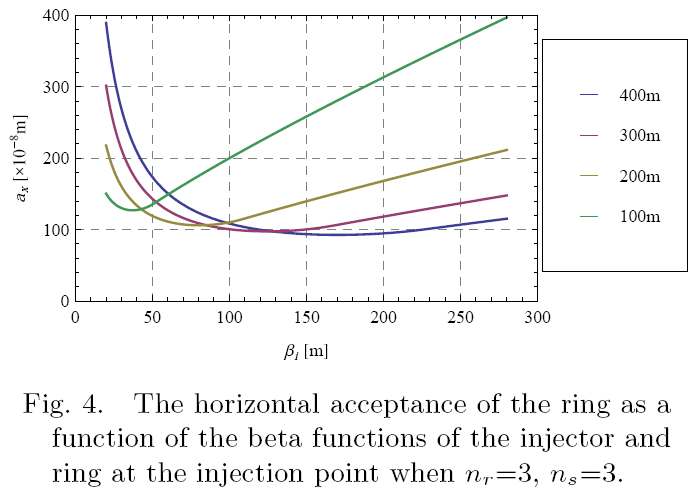 400
300
200
100
0
a_x [×10^-8 m]
0 50 100 150 200 250 300
β_i [m]
400m
300m
200m
100m
Fig. 4. The horizontal acceptance of the ring as a
function of the beta functions of the injector and
ring at the injection point when n_r=3, n_s=3.